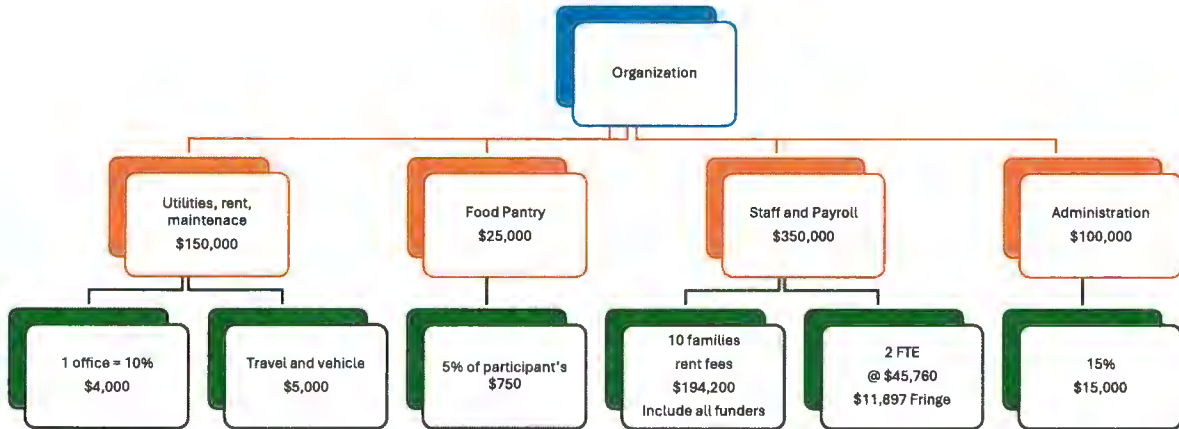 Organization
Utilities, rent,
maintenace
$150,000
Food Pantry
$25,000
Staff and Payroll
$350,000
Administration
$100,000
1 office = 10%
$4,000
Travel and vehicle
$5,000
5% of participant's
$750
10 families
rent fees
$194,200
Include all funders
2 FTE
@ $45,760
$11,897 Fringe
15%
$15,000